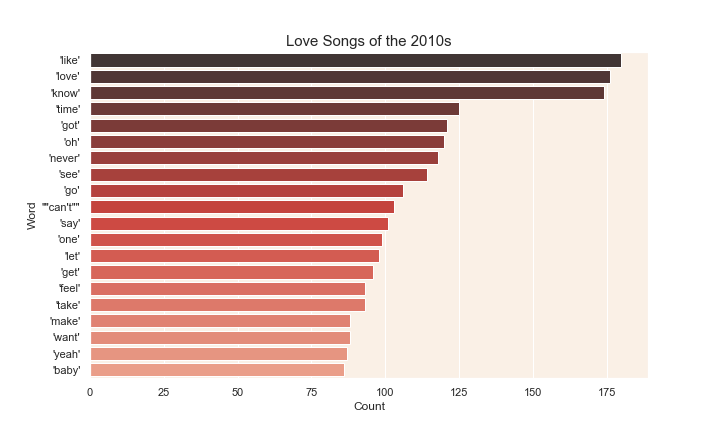 Love Songs of the 2010s
'like'
'love'
'know'
'time'
'got'
'oh'
'never'
'see'
'go'
'"can't"'
'say'
'one'
'let'
'get'
'feel'
'take'
'make'
'want'
'yeah'
'baby'
Word
0 25 50 75 100 125 150 175
Count